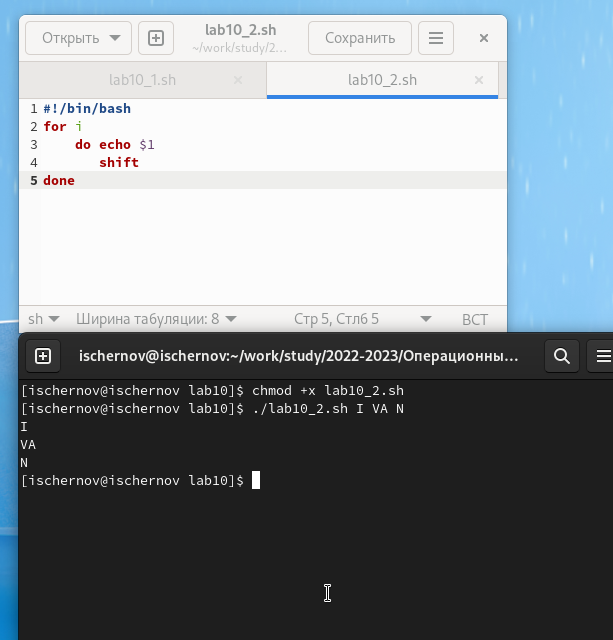 Открыть
lab10_2.sh
~/work/study/2...
Сохранить
lab10_1.sh
lab10_2.sh
1 #!/bin/bash
2 for i
3     do echo $1
4        shift
5 done
sh
Ширина табуляции: 8
Стр 5, Стлб 5
ВСТ
ischernov@ischernov:~/work/study/2022-2023/Операционны...
[ischernov@ischernov lab10]$ chmod +x lab10_2.sh
[ischernov@ischernov lab10]$ ./lab10_2.sh I VA N
I
VA
N
[ischernov@ischernov lab10]$